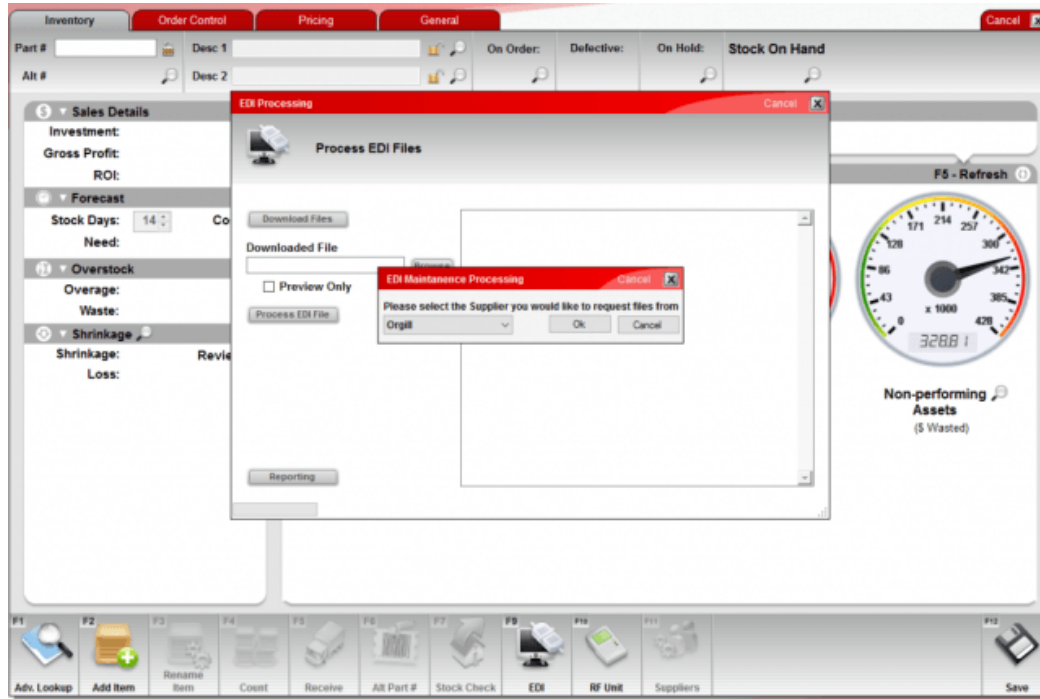 Inventory Order Control Pricing General Cancel
Part # Desc 1 On Order: Defective: On Hold: Stock On Hand
Alt # Desc 2
EDI Processing Cancel
Process EDI Files
Sales Details
Investment:
Gross Profit:
ROI:
F5 - Refresh
Forecast
Stock Days: 14 Co
Need:
Overstock
Overage:
Waste:
Shrinkage
Shrinkage: Revie
Loss:
Download Files
Downloaded File
Browse
Preview Only
Process EDI File
Reporting
EDI Maintanence Processing Cancel
Please select the Supplier you would like to request files from
Orgill Ok Cancel
0 43 86 128 171 214 257 300 342 385 428
x 1000
328.8 1
Non-performing
Assets
($ Wasted)
F1 F2 F3 F4 F5 F6 F7 F9 F10 F11 F12
Adv. Lookup Add Item Rename Item Count Receive Alt Part # Stock Check EDI RF Unit Suppliers Save